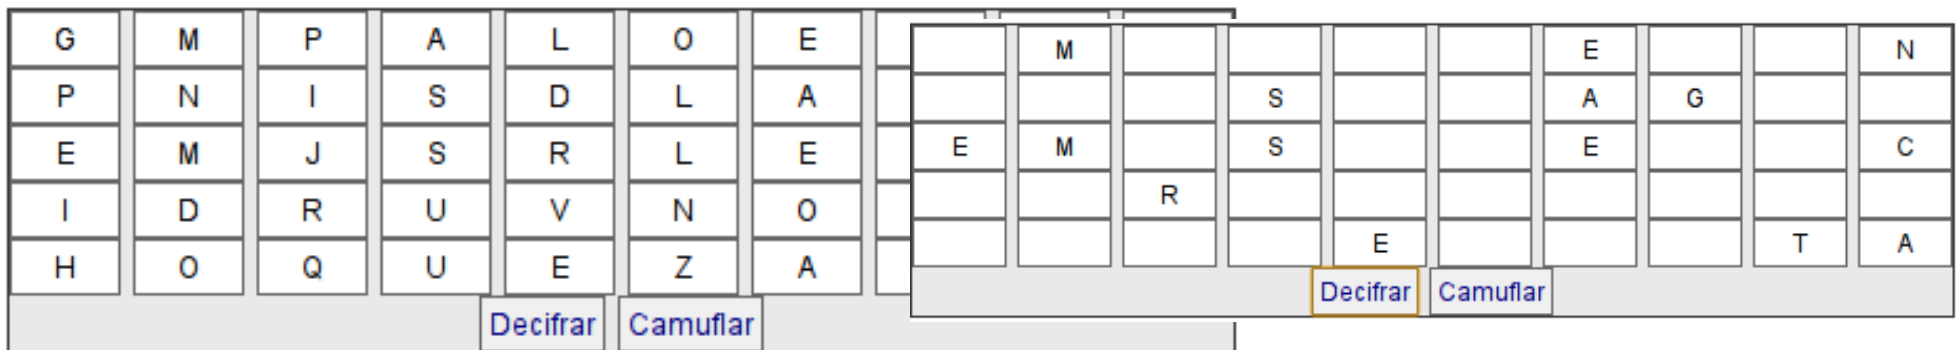 G M P A L O E
P N I S D L A
E M J S R L E
I D R U V N O
H O Q U E Z A
Decifrar Camuflar
M E N
S A G
E M S E C
R
E T A
Decifrar Camuflar